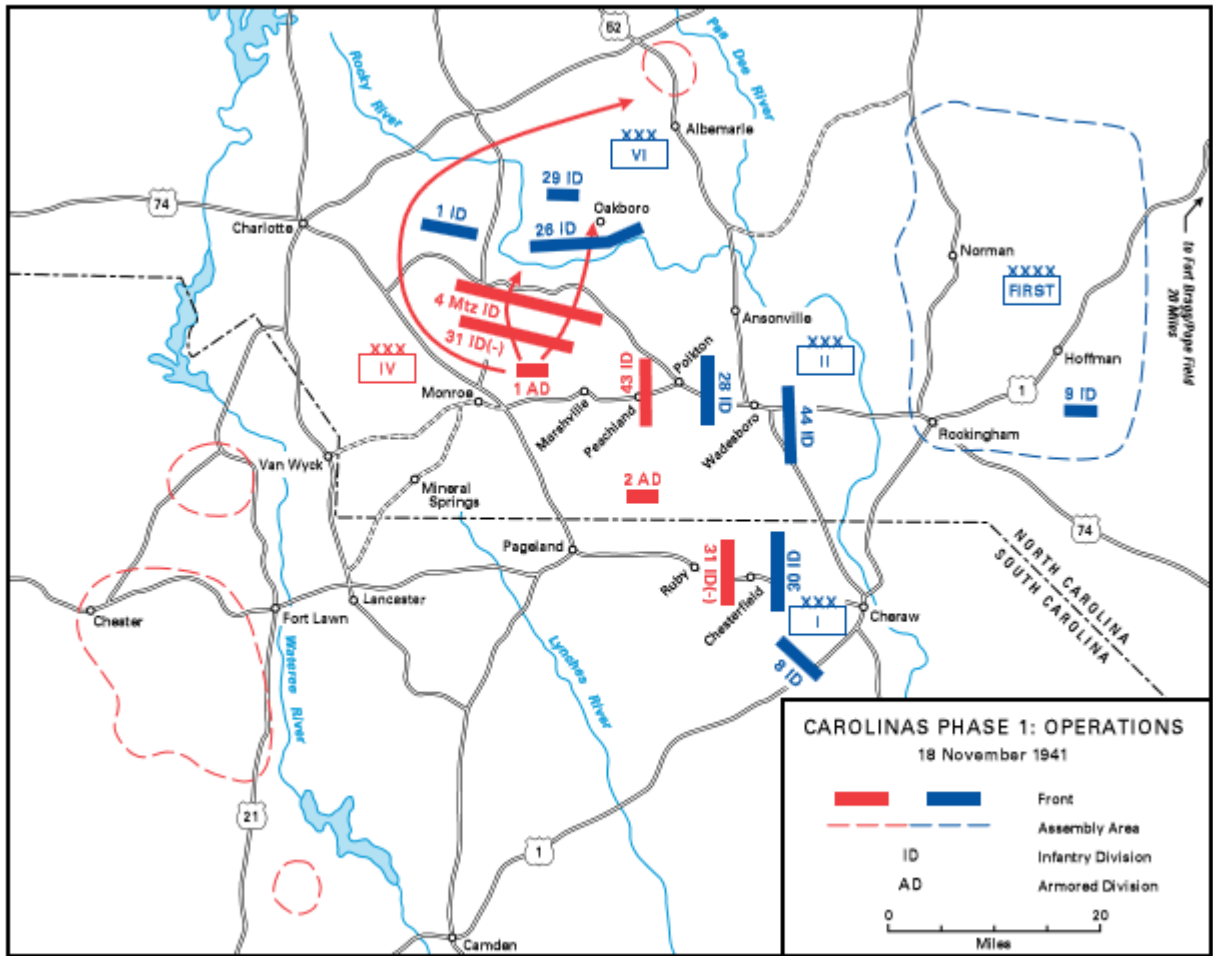 52
Pee Dee
River
Rocky
River
Albemarle
XXX
VI
74
29 ID
Oakboro
1 ID
26 ID
Charlotte
to Fort Bragg/Pope Field
20 Miles
Norman
XXXX
FIRST
4 Mtz ID
31 ID(-)
Ansonville
XXX
IV
XXX
II
Hoffman
1 AD
43 ID
Polkton
28 ID
1
9 ID
Monroe
Marshville
Peachland
Wadesboro
44 ID
Rockingham
Van Wyck
Mineral
Springs
2 AD
74
NORTH CAROLINA
SOUTH CAROLINA
Pageland
Ruby
31 ID(-)
Chesterfield
30 ID
XXX
I
Cheraw
Chester
Fort Lawn
Lancaster
8 ID
Wateree
River
Lynches
River
21
1
Camden
CAROLINAS PHASE 1: OPERATIONS
18 November 1941
Front
Assembly Area
ID Infantry Division
AD Armored Division
0 20
Miles